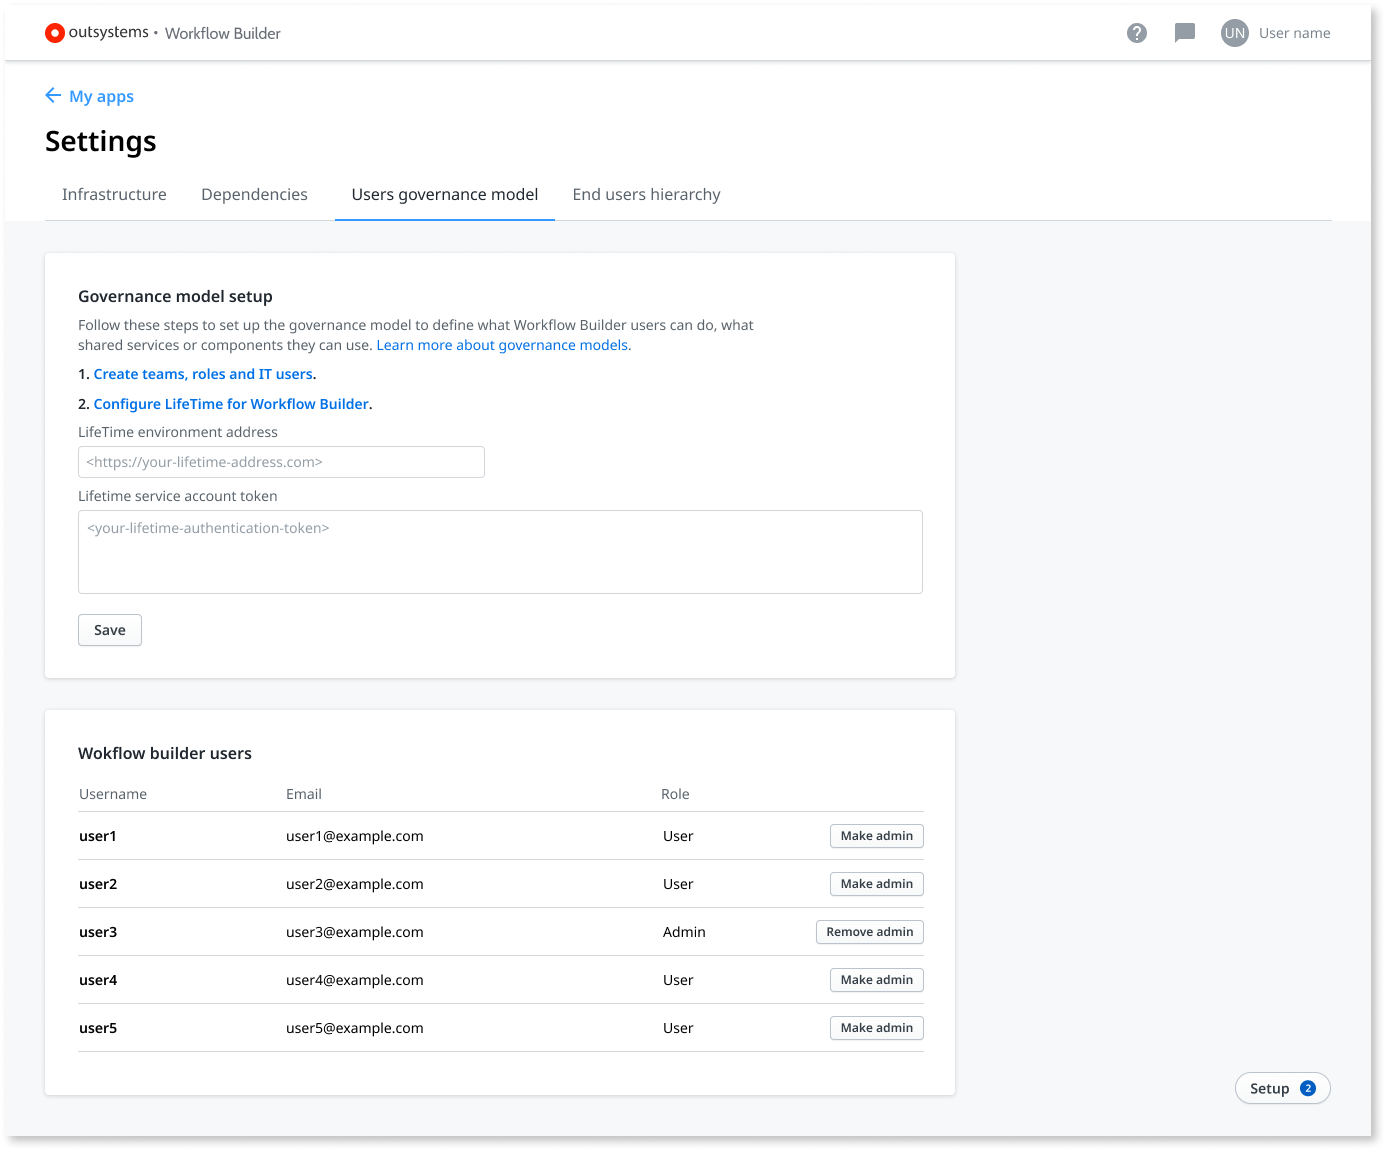 outsystems • Workflow Builder
UN User name
My apps
Settings
Infrastructure Dependencies Users governance model End users hierarchy
Governance model setup
Follow these steps to set up the governance model to define what Workflow Builder users can do, what
shared services or components they can use. Learn more about governance models.
1. Create teams, roles and IT users.
2. Configure LifeTime for Workflow Builder.
LifeTime environment address
<https://your-lifetime-address.com>
Lifetime service account token
<your-lifetime-authentication-token>
Save
Wokflow builder users
Username Email Role
user1 user1@example.com User Make admin
user2 user2@example.com User Make admin
user3 user3@example.com Admin Remove admin
user4 user4@example.com User Make admin
user5 user5@example.com User Make admin
Setup 2